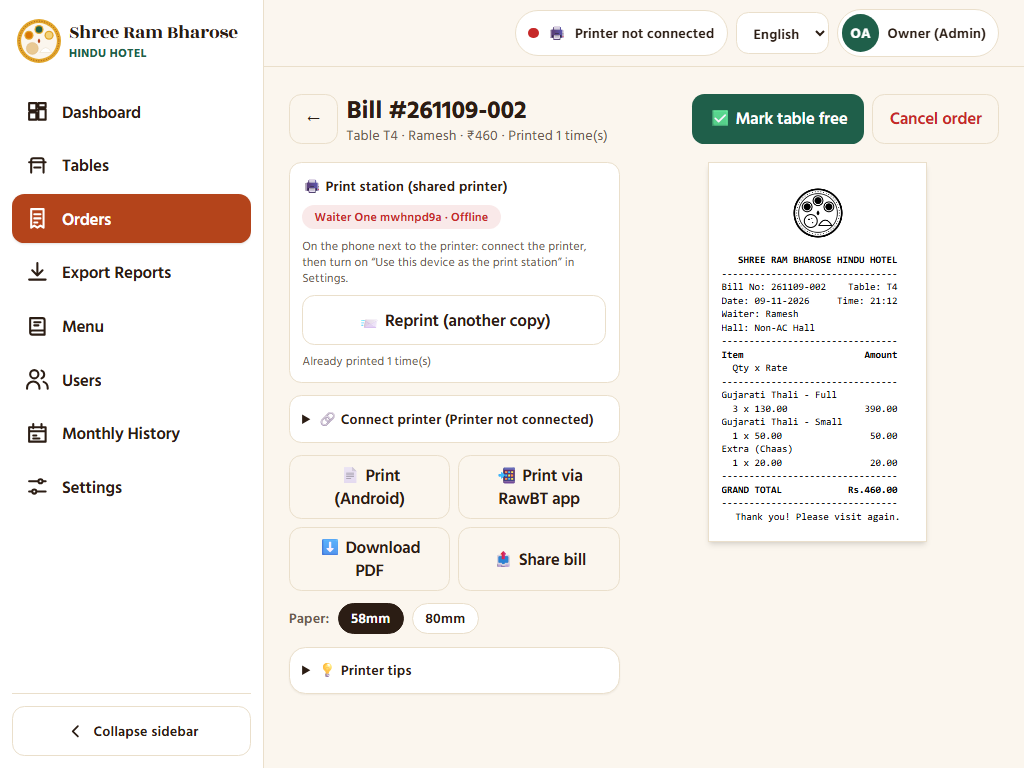 Shree Ram Bharose
HINDU HOTEL
Dashboard
Tables
Orders
Export Reports
Menu
Users
Monthly History
Settings
Collapse sidebar
Printer not connected
English
OA Owner (Admin)
← Bill #261109-002
Table T4 · Ramesh · ₹460 · Printed 1 time(s)
✅ Mark table free
Cancel order
Print station (shared printer)
Waiter One mwhnpd9a · Offline
On the phone next to the printer: connect the printer,
then turn on “Use this device as the print station” in
Settings.
Reprint (another copy)
Already printed 1 time(s)
Connect printer (Printer not connected)
Print
(Android)
Print via
RawBT app
Download
PDF
Share bill
Paper: 58mm 80mm
Printer tips
SHREE RAM BHAROSE HINDU HOTEL
--------------------------------
Bill No: 261109-002 Table: T4
Date: 09-11-2026 Time: 21:12
Waiter: Ramesh
Hall: Non-AC Hall
--------------------------------
Item Amount
Qty x Rate
--------------------------------
Gujarati Thali - Full
3 x 130.00 390.00
Gujarati Thali - Small
1 x 50.00 50.00
Extra (Chaas)
1 x 20.00 20.00
--------------------------------
GRAND TOTAL Rs.460.00
--------------------------------
Thank you! Please visit again.